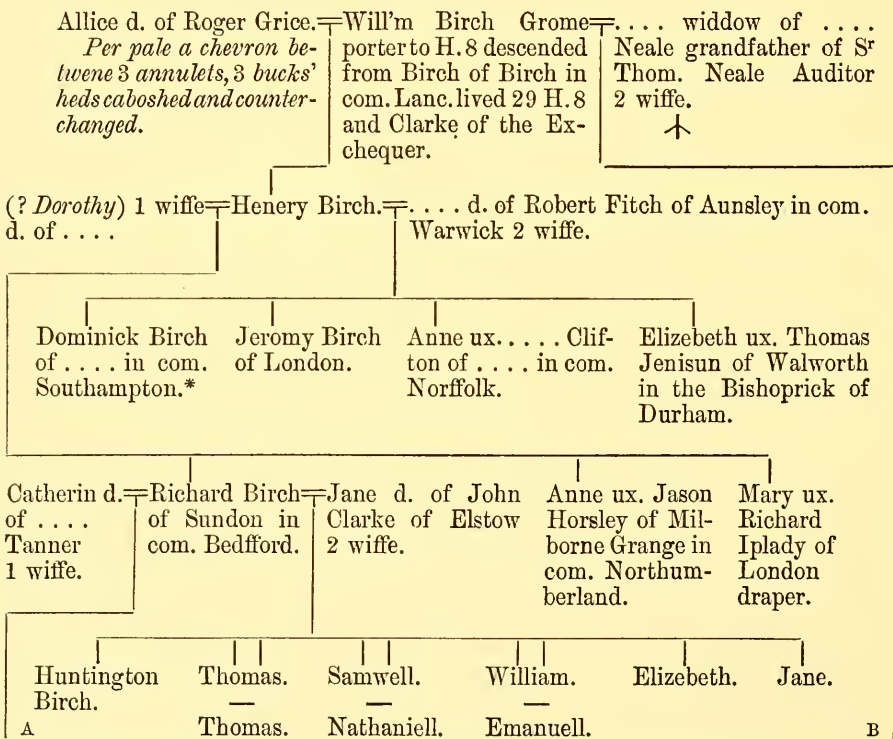 Allice d. of Roger Grice.
Per pale a chevron be-
twene 3 annulets, 3 bucks'
heds caboshed and counter-
changed.
Will'm Birch Grome
porter to H. 8 descended
from Birch of Birch in
com. Lanc. lived 29 H. 8
and Clarke of the Ex-
chequer.
. . . . widdow of . . . .
Neale grandfather of Sr
Thom. Neale Auditor
2 wiffe.
(? Dorothy) 1 wiffe
d. of . . . .
Henery Birch.
. . . . d. of Robert Fitch of Aunsley in com.
Warwick 2 wiffe.
Dominick Birch
of . . . . in com.
Southampton.*
Jeromy Birch
of London.
Anne ux. . . . . Clif-
ton of . . . . in com.
Norffolk.
Elizebeth ux. Thomas
Jenisun of Walworth
in the Bishoprick of
Durham.
Catherin d.
of . . . .
Tanner
1 wiffe.
Richard Birch
of Sundon in
com. Bedfford.
Jane d. of John
Clarke of Elstow
2 wiffe.
Anne ux. Jason
Horsley of Mil-
borne Grange in
com. Northum-
berland.
Mary ux.
Richard
Iplady of
London
draper.
Huntington
Birch.
Thomas.
—
Thomas.
Samwell.
—
Nathaniell.
William.
—
Emanuell.
Elizebeth.
Jane.
A
B